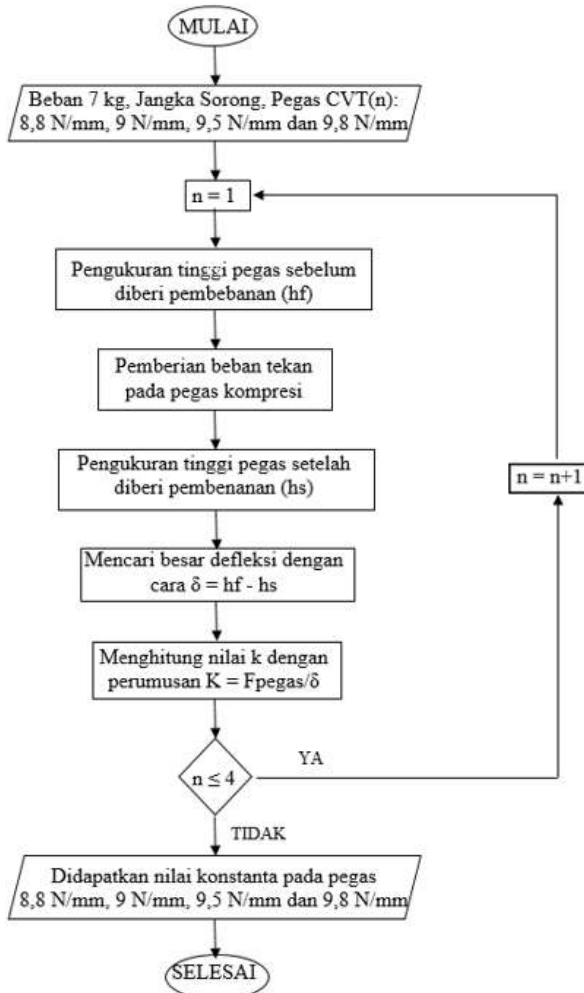 MULAI
Beban 7 kg, Jangka Sorong, Pegas CVT(n):
8,8 N/mm, 9 N/mm, 9,5 N/mm dan 9,8 N/mm
n = 1
Pengukuran tinggi pegas sebelum
diberi pembebanan (hf)
Pemberian beban tekan
pada pegas kompresi
Pengukuran tinggi pegas setelah
diberi pembenanan (hs)
n = n+1
Mencari besar defleksi dengan
cara δ = hf - hs
Menghitung nilai k dengan
perumusan K = Fpegas/δ
YA
n ≤ 4
TIDAK
Didapatkan nilai konstanta pada pegas
8,8 N/mm, 9 N/mm, 9,5 N/mm dan 9,8 N/mm
SELESAI